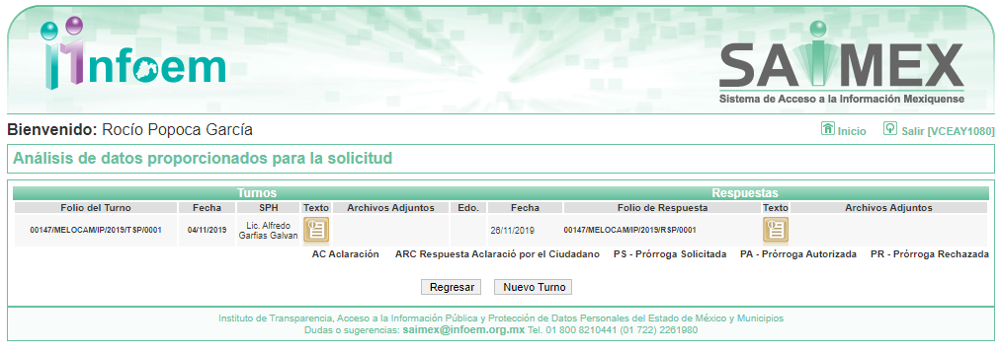 infoem
SAIMEX
Sistema de Acceso a la Información Mexiquense
Bienvenido: Rocío Popoca García
Inicio Salir [VCEAY1080]
Análisis de datos proporcionados para la solicitud
Turnos Respuestas
Folio del Turno Fecha SPH Texto Archivos Adjuntos Edo. Fecha Folio de Respuesta Texto Archivos Adjuntos
00147/MELOCAM/IP/2019/TSP/0001 04/11/2019 Lic. Alfredo Garfias Galvan 26/11/2019 00147/MELOCAM/IP/2019/RSP/0001
AC Aclaración ARC Respuesta Aclaració por el Ciudadano PS - Prórroga Solicitada PA - Prórroga Autorizada PR - Prórroga Rechazada
Regresar Nuevo Turno
Instituto de Transparencia, Acceso a la Información Pública y Protección de Datos Personales del Estado de México y Municipios
Dudas o sugerencias: saimex@infoem.org.mx Tel. 01 800 8210441 (01 722) 2261980